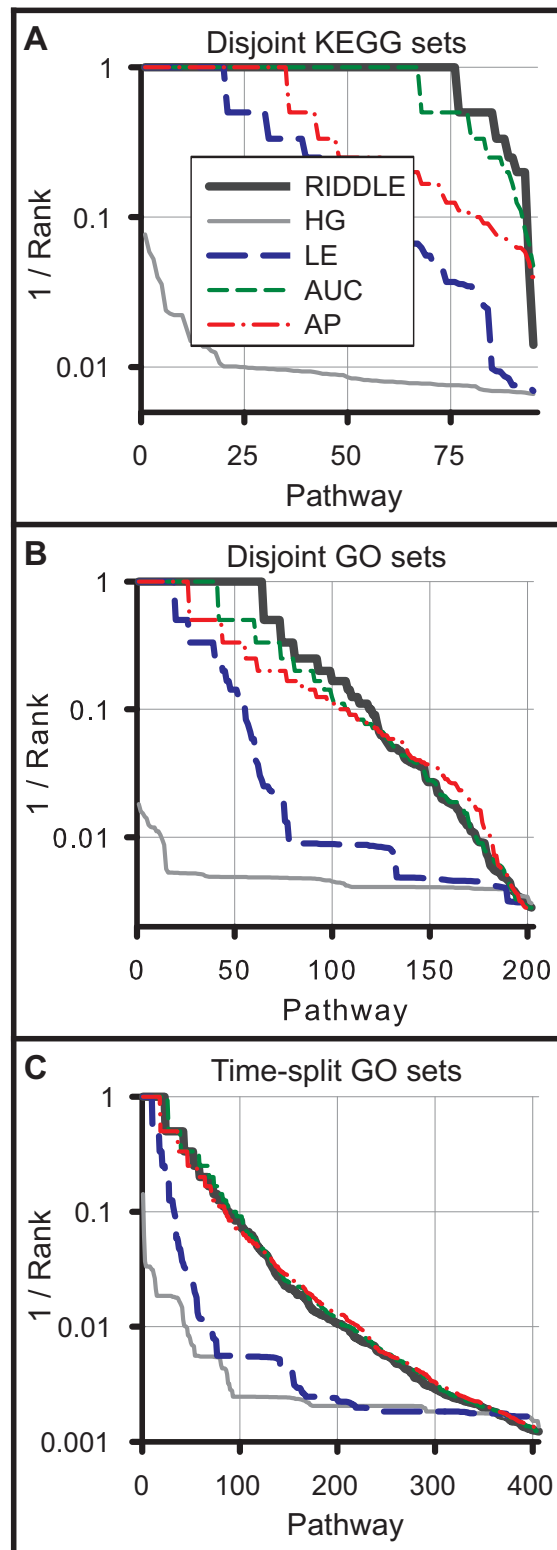 A
Disjoint KEGG sets
1
0.1
0.01
1 / Rank
RIDDLE
HG
LE
AUC
AP
0 25 50 75
Pathway
B
Disjoint GO sets
1
0.1
0.01
1 / Rank
0 50 100 150 200
Pathway
C
Time-split GO sets
1
0.1
0.01
0.001
1 / Rank
0 100 200 300 400
Pathway